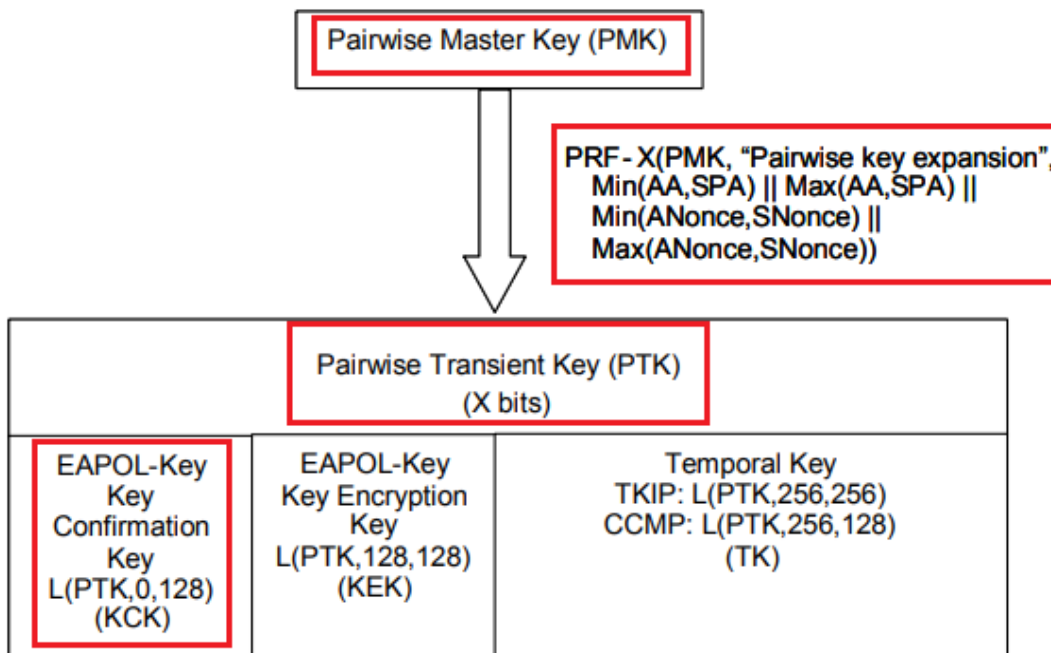 Pairwise Master Key (PMK)
PRF - X(PMK, “Pairwise key expansion”,
Min(AA,SPA) || Max(AA,SPA) ||
Min(ANonce,SNonce) ||
Max(ANonce,SNonce))
Pairwise Transient Key (PTK)
(X bits)
EAPOL-Key
Key
Confirmation
Key
L(PTK,0,128)
(KCK)
EAPOL-Key
Key Encryption
Key
L(PTK,128,128)
(KEK)
Temporal Key
TKIP: L(PTK,256,256)
CCMP: L(PTK,256,128)
(TK)